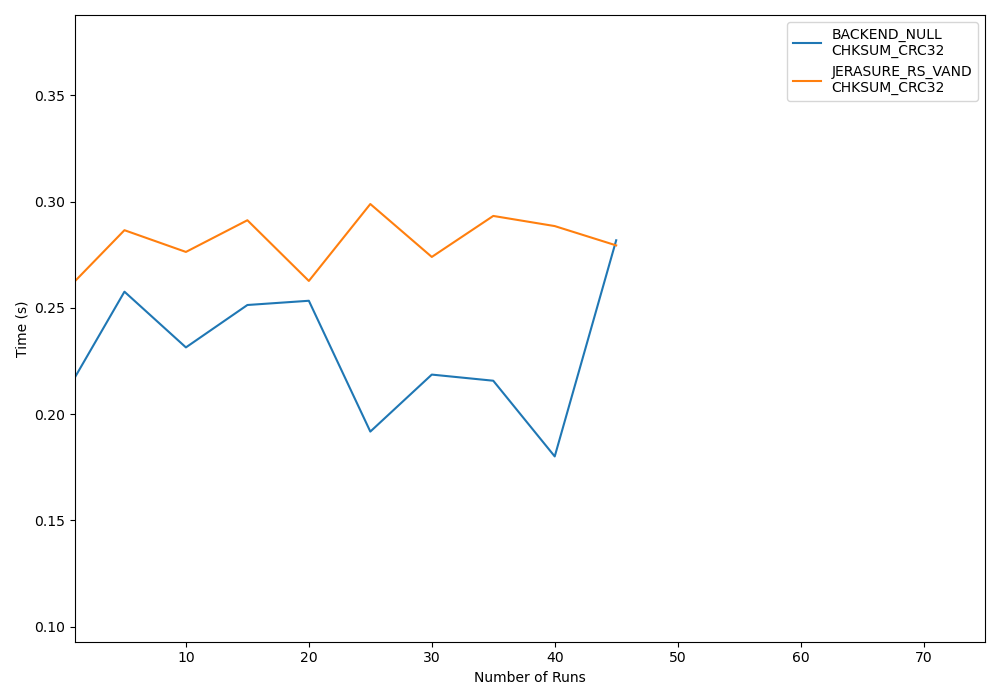 BACKEND_NULL
CHKSUM_CRC32
JERASURE_RS_VAND
CHKSUM_CRC32
0.35
0.30
0.25
0.20
0.15
0.10
Time (s)
10 20 30 40 50 60 70
Number of Runs